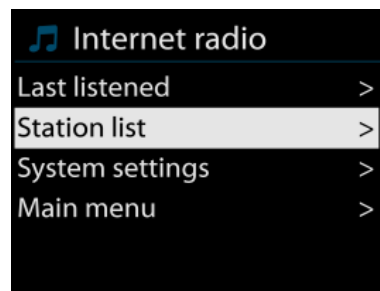 Internet radio
Last listened >
Station list >
System settings >
Main menu >